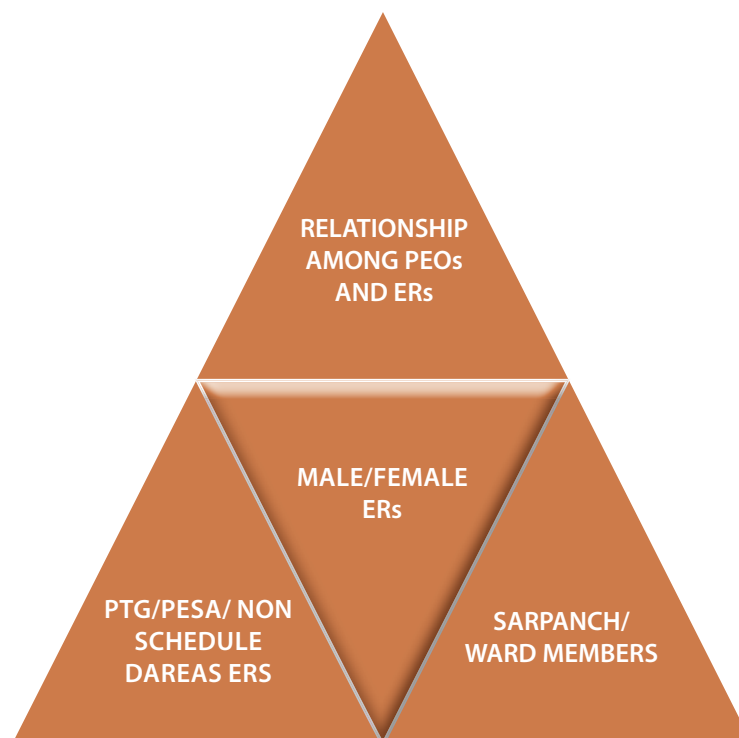 RELATIONSHIP
AMONG PEOs
AND ERs
MALE/FEMALE
ERs
PTG/PESA/ NON
SCHEDULE
DAREAS ERS
SARPANCH/
WARD MEMBERS